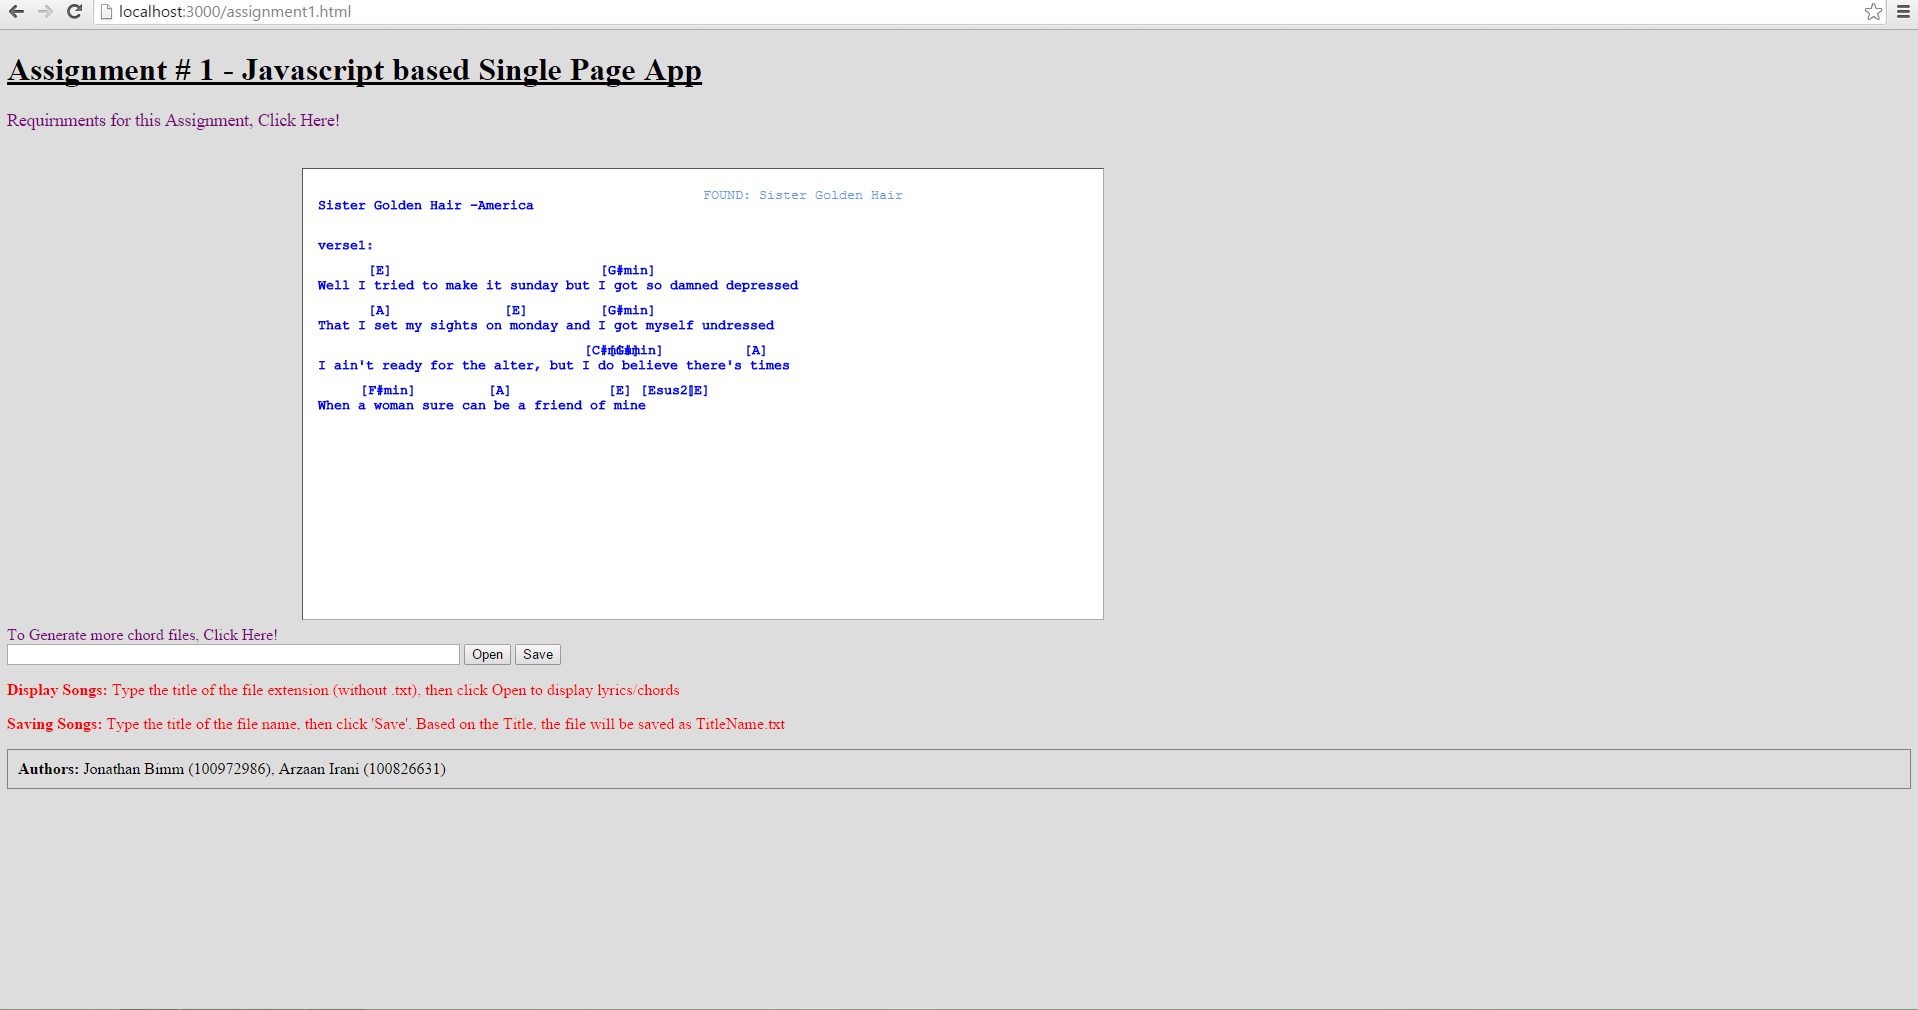 localhost:3000/assignment1.html
Assignment # 1 - Javascript based Single Page App
Requirnments for this Assignment, Click Here!
FOUND: Sister Golden Hair
Sister Golden Hair -America
verse1:
[E] [G#min]
Well I tried to make it sunday but I got so damned depressed
[A] [E] [G#min]
That I set my sights on monday and I got myself undressed
[A]
I ain't ready for the alter, but I do believe there's times
[F#min] [A] [E] [Esus2][E]
When a woman sure can be a friend of mine
To Generate more chord files, Click Here!
Open Save
Display Songs: Type the title of the file extension (without .txt), then click Open to display lyrics/chords
Saving Songs: Type the title of the file name, then click 'Save'. Based on the Title, the file will be saved as TitleName.txt
Authors: Jonathan Bimm (100972986), Arzaan Irani (100826631)